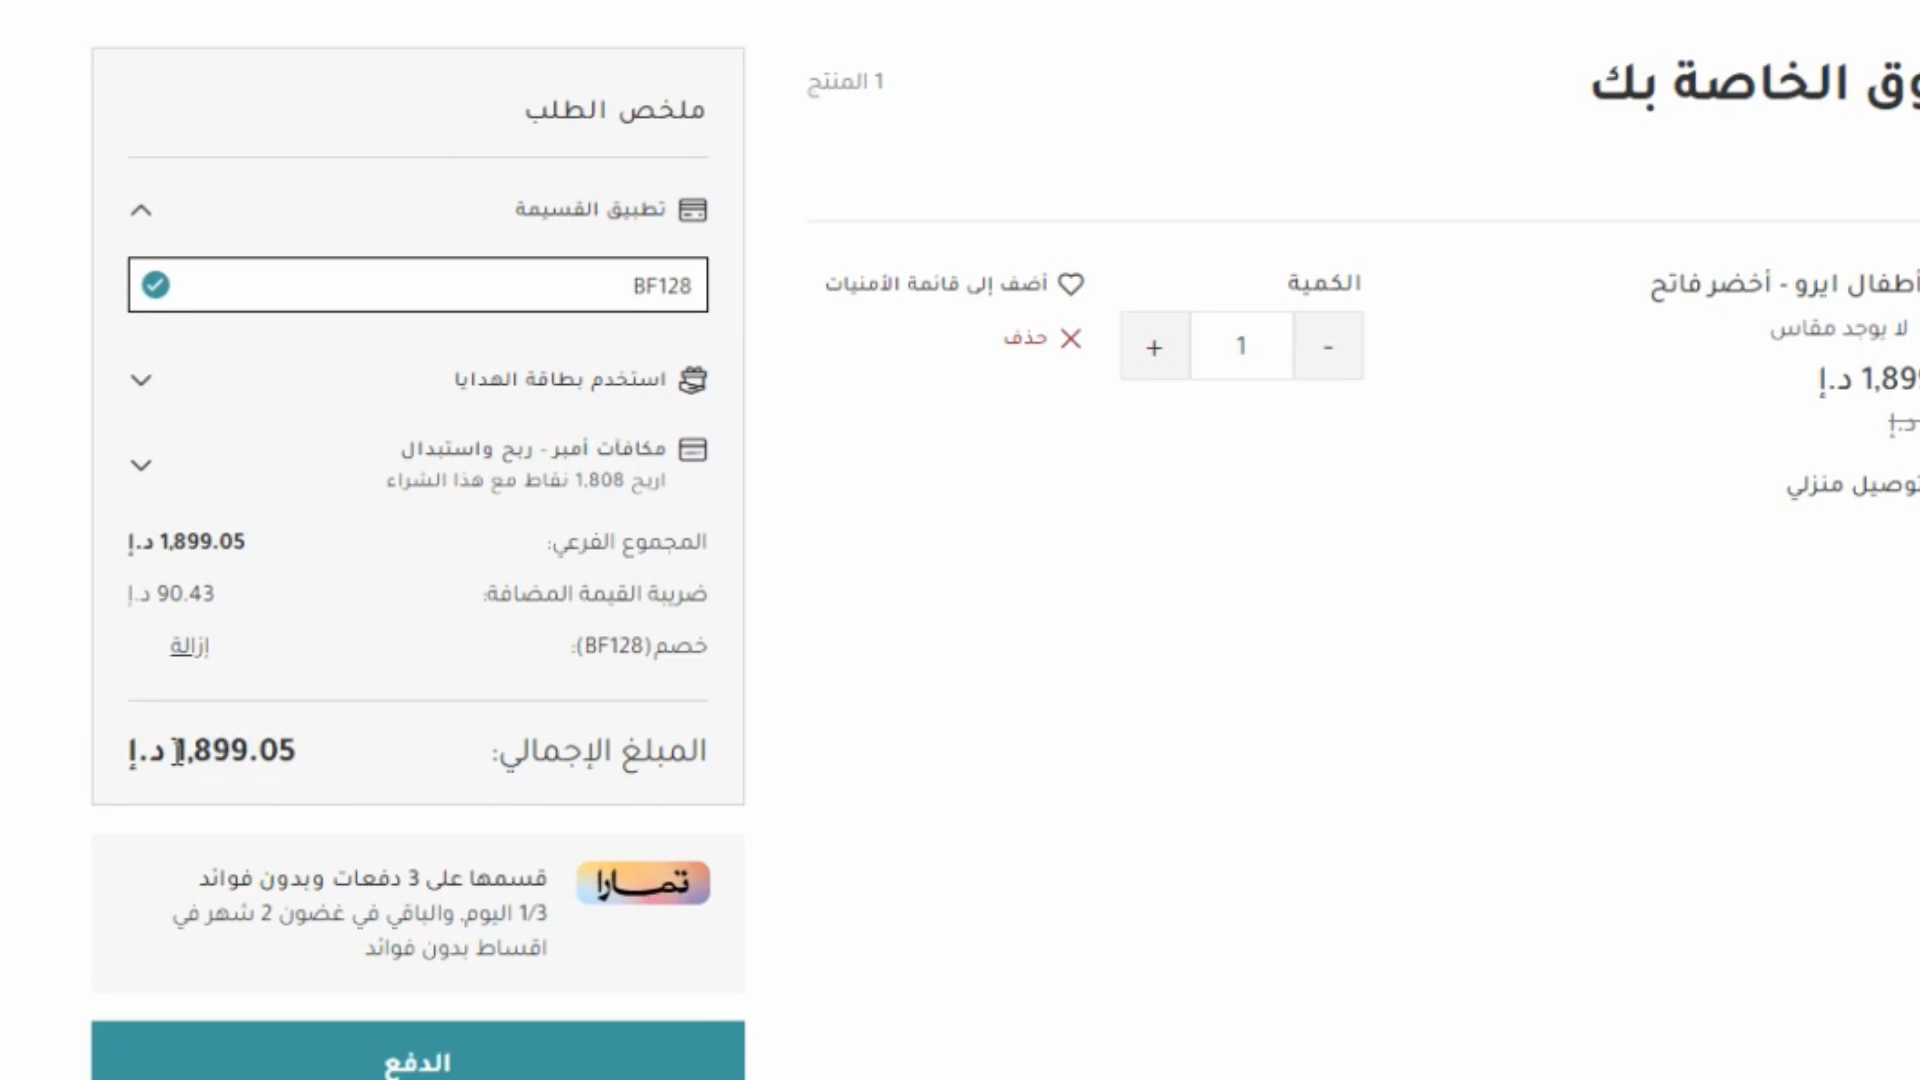 الخاصة بك
1 المنتج
أطفال ايرو - أخضر فاتح
لا يوجد مقاس
د.إ
د.إ
توصيل منزلي
الكمية
- 1 +
أضف إلى قائمة الأمنيات
حذف
ملخص الطلب
تطبيق القسيمة
BF128
استخدم بطاقة الهدايا
مكافآت أمبر - ربح واستبدال
اربح 1,808 نقاط مع هذا الشراء
المجموع الفرعي: 1,899.05 د.إ
ضريبة القيمة المضافة: 90.43 د.إ
خصم(BF128): إزالة
المبلغ الإجمالي: 1,899.05 د.إ
تمارا
قسمها على 3 دفعات وبدون فوائد
1/3 اليوم, والباقي في غضون 2 شهر في
اقساط بدون فوائد
الدفع